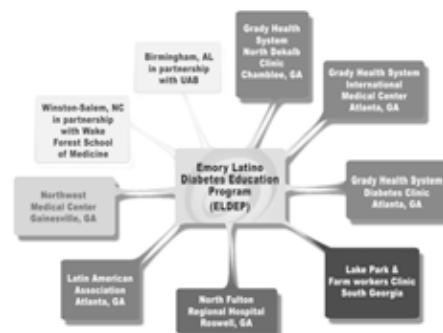 Grady Health
System
North Dekalb
Clinic
Chamblee, GA
Birmingham, AL
in partnership
with UAB
Grady Health System
International
Medical Center
Atlanta, GA
Winston-Salem, NC
in partnership
with Wake
Forest School
of Medicine
Emory Latino
Diabetes Education
Program
(ELDEP)
Northwest
Medical Center
Gainesville, GA
Grady Health System
Diabetes Clinic
Atlanta, GA
Latin American
Association
Atlanta, GA
North Fulton
Regional Hospital
Roswell, GA
Lake Park &
Farm workers Clinic
South Georgia